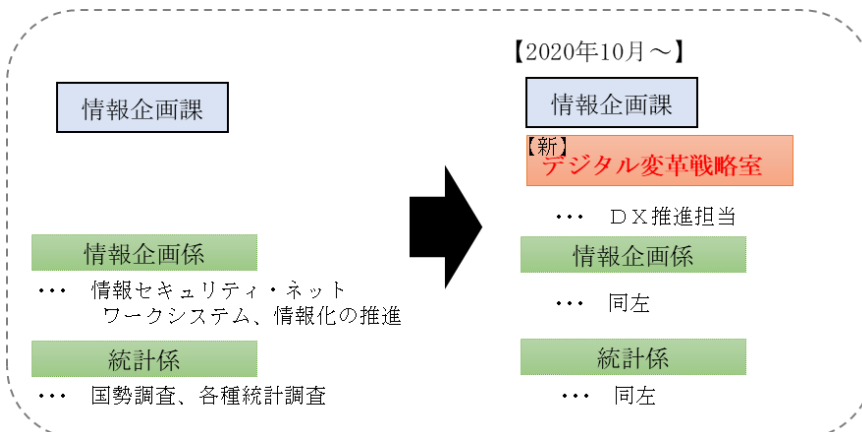 情報企画課
情報企画係
••• 情報セキュリティ・ネット
ワークシステム、情報化の推進
統計係
••• 国勢調査、各種統計調査
【2020年10月～】
情報企画課
【新】
デジタル変革戦略室
••• ＤＸ推進担当
情報企画係
••• 同左
統計係
••• 同左